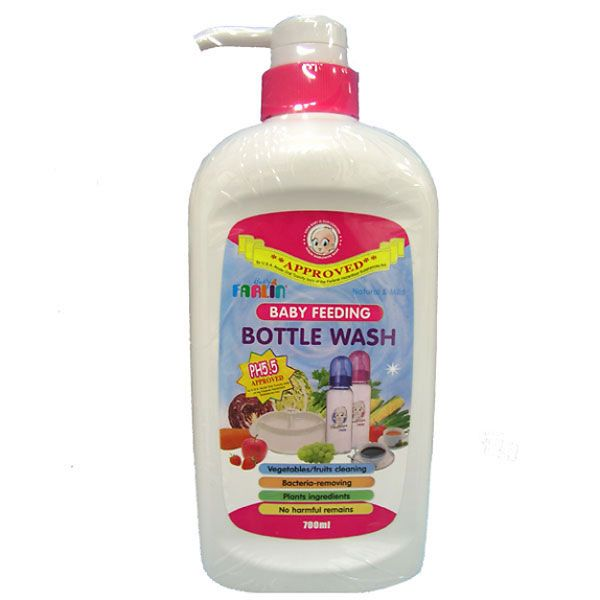 **APPROVED**
Baby
FARLIN
Natural & Mild
BABY FEEDING
BOTTLE WASH
PH5.5
APPROVED
Vegetables/fruits cleaning
Bacteria-removing
Plants ingredients
No harmful remains
700ml